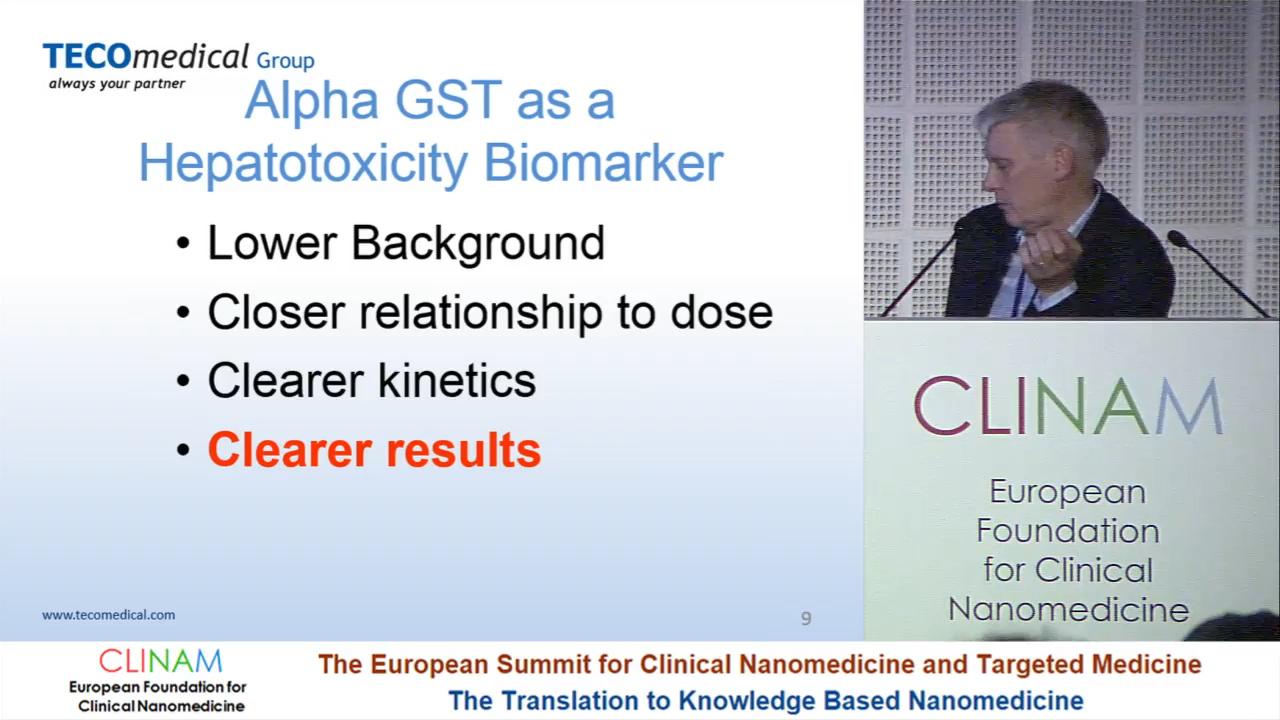 TECOmedical Group
always your partner
Alpha GST as a
Hepatotoxicity Biomarker
• Lower Background
• Closer relationship to dose
• Clearer kinetics
• Clearer results
www.tecomedical.com
9
CLINAM
European
Foundation
for Clinical
Nanomedicine
CLINAM
European Foundation for
Clinical Nanomedicine
The European Summit for Clinical Nanomedicine and Targeted Medicine
The Translation to Knowledge Based Nanomedicine